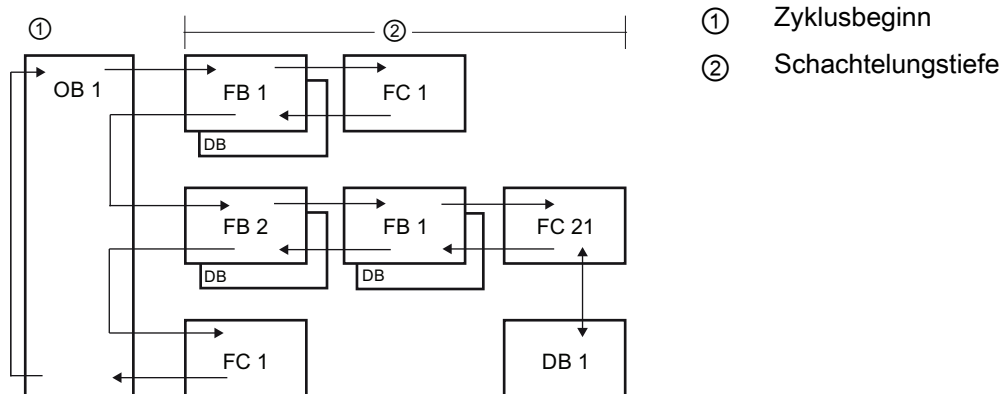 ① ② ① Zyklusbeginn
② Schachtelungstiefe
OB 1 FB 1 FC 1
DB
FB 2 FB 1 FC 21
DB DB
FC 1 DB 1